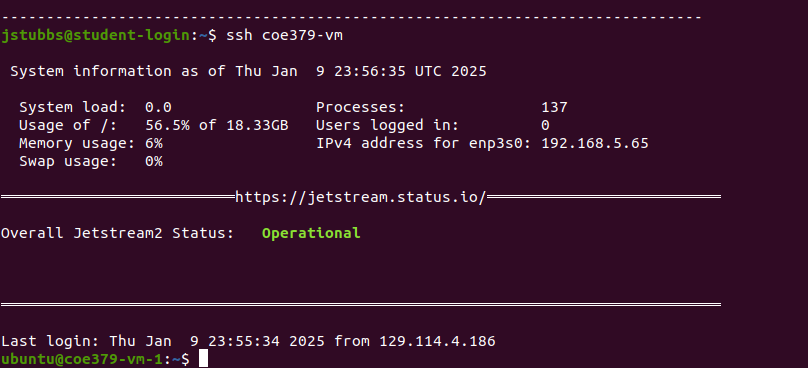 ------------------------------------------------------------------------------
jstubbs@student-login:~$ ssh coe379-vm
System information as of Thu Jan  9 23:56:35 UTC 2025
System load:  0.0                Processes:               137
Usage of /:   56.5% of 18.33GB   Users logged in:         0
Memory usage: 6%                 IPv4 address for enp3s0: 192.168.5.65
Swap usage:   0%
══════════════════════════https://jetstream.status.io/══════════════════════════
Overall Jetstream2 Status:   Operational
════════════════════════════════════════════════════════════════════════════════
Last login: Thu Jan  9 23:55:34 2025 from 129.114.4.186
ubuntu@coe379-vm-1:~$